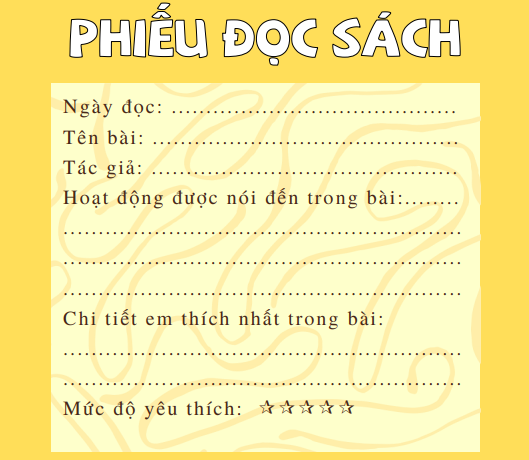 PHIẾU ĐỌC SÁCH
Ngày đọc: ..........................................
Tên bài: .............................................
Tác giả: .............................................
Hoạt động được nói đến trong bài:........
...........................................................
...........................................................
...........................................................
Chi tiết em thích nhất trong bài:
...........................................................
...........................................................
Mức độ yêu thích: ☆☆☆☆☆